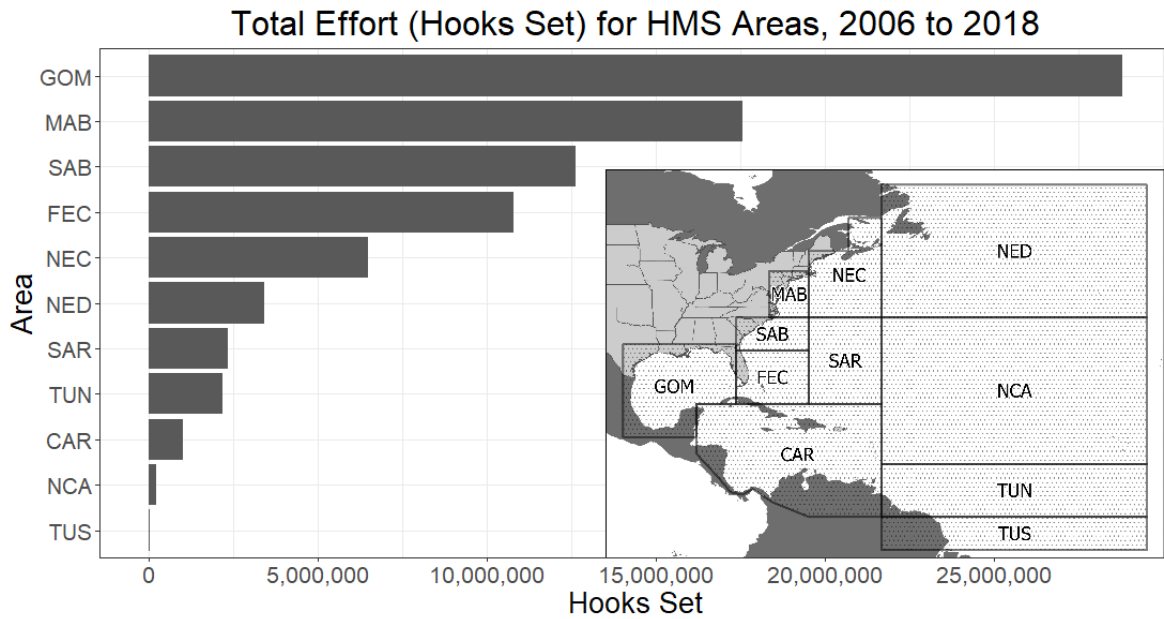 Total Effort (Hooks Set) for HMS Areas, 2006 to 2018
Area
GOM
MAB
SAB
FEC
NEC
NED
SAR
TUN
CAR
NCA
TUS
NED
NEC
MAB
SAB
SAR
FEC
GOM
NCA
CAR
TUN
TUS
0 5,000,000 10,000,000 15,000,000 20,000,000 25,000,000
Hooks Set